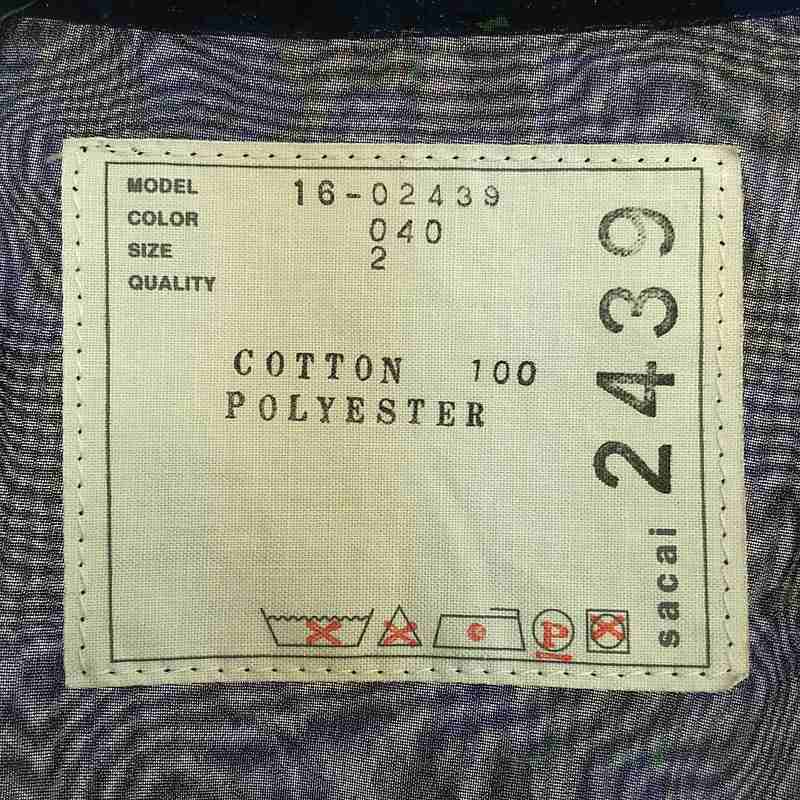 MODEL 16-02439
COLOR 040
SIZE 2
QUALITY
COTTON 100
POLYESTER
P
sacai 2439